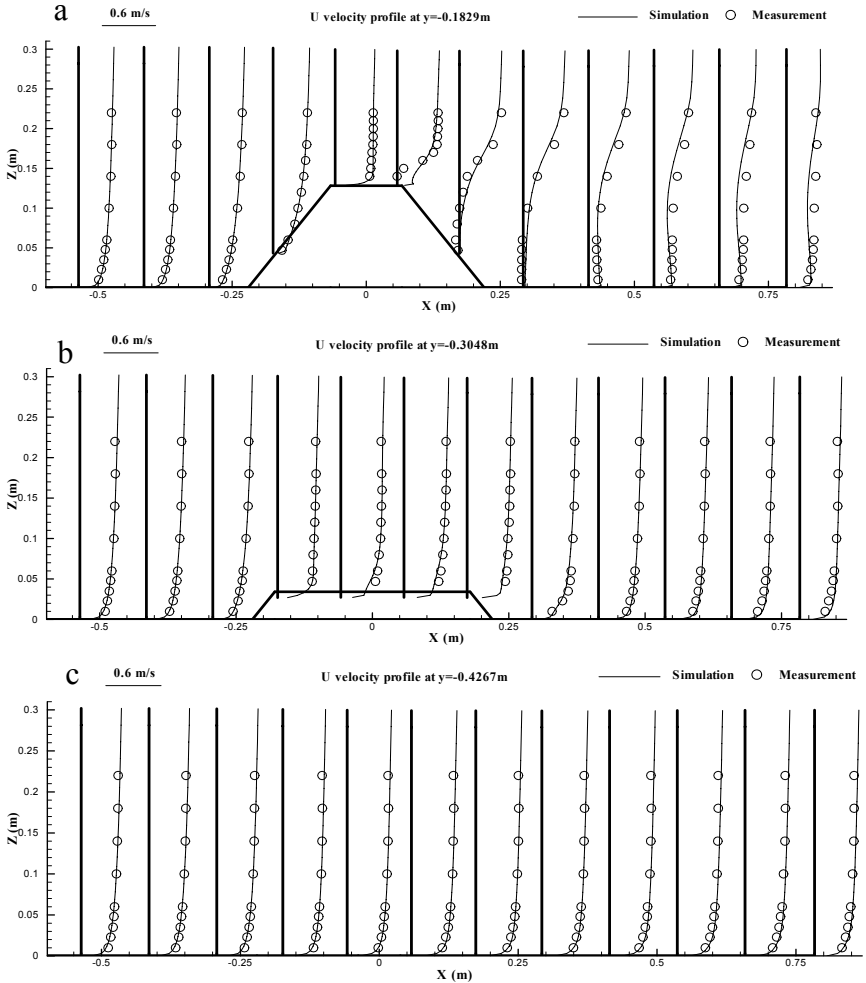 a
0.6 m/s
U velocity profile at y=-0.1829m
Simulation
Measurement
0.3
0.25
0.2
0.15
0.1
0.05
0
Z (m)
-0.5
-0.25
0
0.25
0.5
0.75
X (m)
b
0.6 m/s
U velocity profile at y=-0.3048m
Simulation
Measurement
0.3
0.25
0.2
0.15
0.1
0.05
0
Z (m)
-0.5
-0.25
0
0.25
0.5
0.75
X (m)
c
0.6 m/s
U velocity profile at y=-0.4267m
Simulation
Measurement
0.3
0.25
0.2
0.15
0.1
0.05
0
Z (m)
-0.5
-0.25
0
0.25
0.5
0.75
X (m)